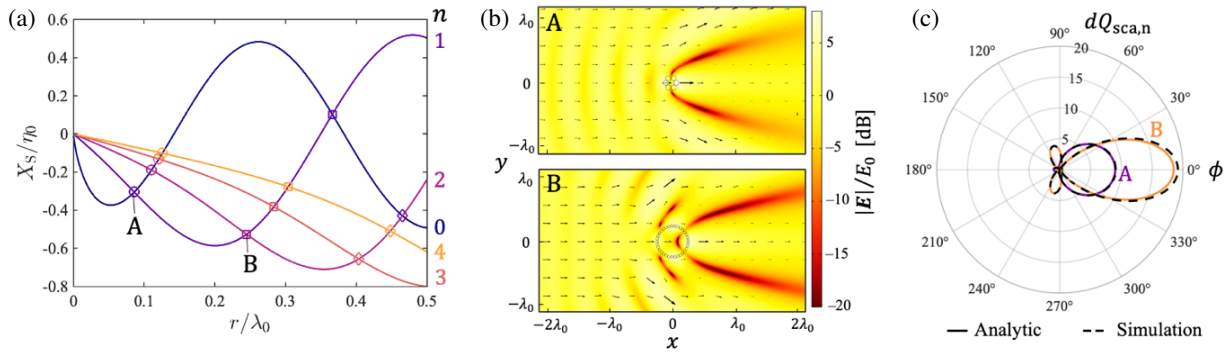 (a)
n
X_S/η_0
0.6
0.4
0.2
0
-0.2
-0.4
-0.6
-0.8
0
0.1
0.2
0.3
0.4
0.5
r/λ_0
A
B
1
2
0
4
3
(b)
A
B
λ_0
0
-λ_0
y
λ_0
0
-λ_0
-2λ_0
-λ_0
0
λ_0
2λ_0
x
5
0
-5
-10
-15
-20
|E|/E_0 [dB]
(c)
dQ_sca,n
90°
120°
60°
150°
30°
180°
0°
ϕ
210°
330°
240°
300°
270°
20
15
10
5
0
B
A
Analytic
Simulation